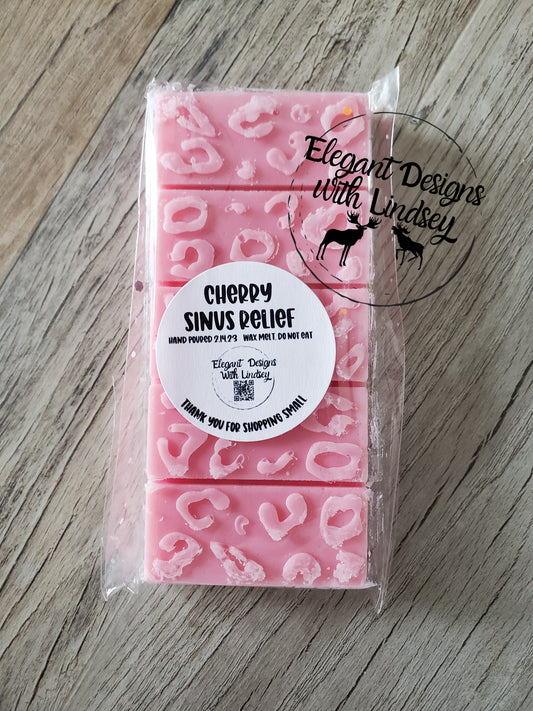 Elegant Designs
With Lindsey
CHERRY
SINUS RELIEF
HAND POURED 2.14.23 WAX MELT, DO NOT EAT
Elegant Designs
With Lindsey
THANK YOU FOR SHOPPING SMALL